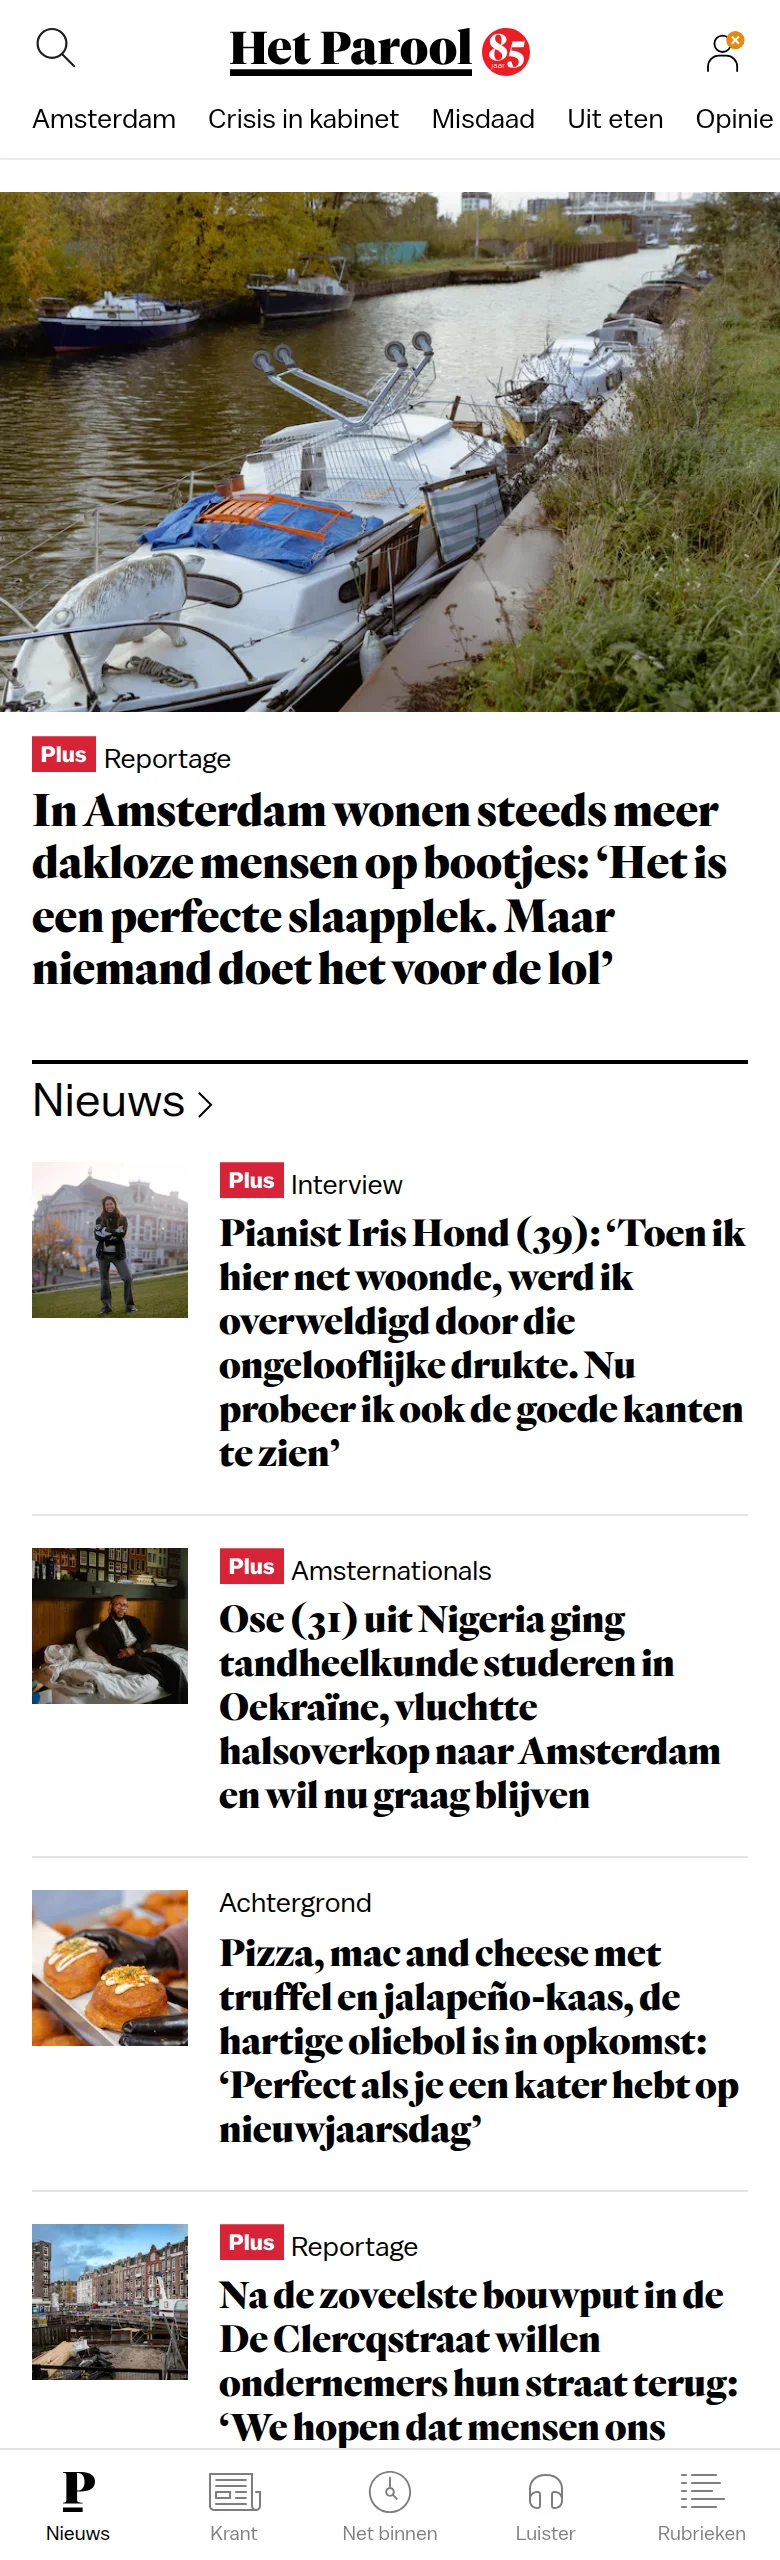 Het Parool 85 jaar
Amsterdam Crisis in kabinet Misdaad Uit eten Opinie
Plus Reportage
In Amsterdam wonen steeds meer
dakloze mensen op bootjes: ‘Het is
een perfecte slaapplek. Maar
niemand doet het voor de lol’
Nieuws
Plus Interview
Pianist Iris Hond (39): ‘Toen ik
hier net woonde, werd ik
overweldigd door die
ongelooflijke drukte. Nu
probeer ik ook de goede kanten
te zien’
Plus Amsternationals
Ose (31) uit Nigeria ging
tandheelkunde studeren in
Oekraïne, vluchtte
halsoverkop naar Amsterdam
en wil nu graag blijven
Achtergrond
Pizza, mac and cheese met
truffel en jalapeño-kaas, de
hartige oliebol is in opkomst:
‘Perfect als je een kater hebt op
nieuwjaarsdag’
Plus Reportage
Na de zoveelste bouwput in de
De Clercqstraat willen
ondernemers hun straat terug:
‘We hopen dat mensen ons
P
Nieuws Krant Net binnen Luister Rubrieken